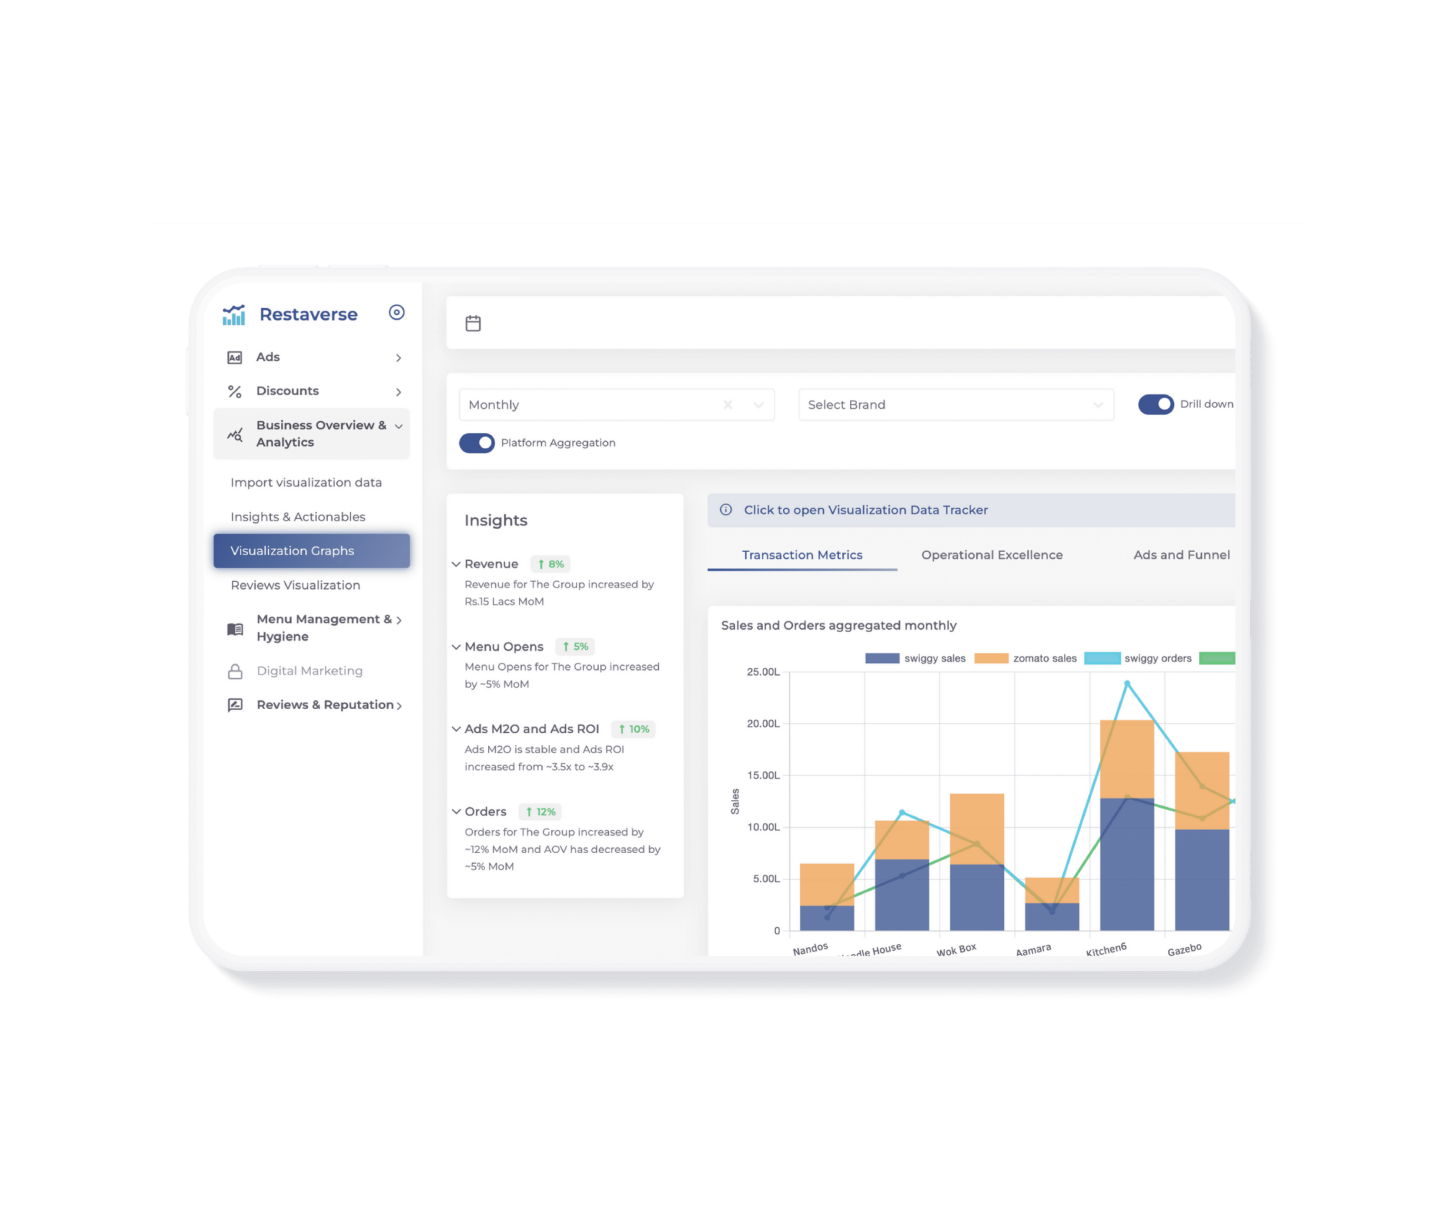 Restaverse
Ad
Ads
Discounts
Business Overview &
Analytics
Import visualization data
Insights & Actionables
Visualization Graphs
Reviews Visualization
Menu Management &
Hygiene
Digital Marketing
Reviews & Reputation
Monthly
Select Brand
Drill down
Platform Aggregation
Insights
Revenue ↑ 8%
Revenue for The Group increased by
Rs.15 Lacs MoM
Menu Opens ↑ 5%
Menu Opens for The Group increased
by ~5% MoM
Ads M2O and Ads ROI ↑ 10%
Ads M2O is stable and Ads ROI
increased from ~3.5x to ~3.9x
Orders ↑ 12%
Orders for The Group increased by
~12% MoM and AOV has decreased by
~5% MoM
Click to open Visualization Data Tracker
Transaction Metrics
Operational Excellence
Ads and Funnel
Sales and Orders aggregated monthly
swiggy sales
zomato sales
swiggy orders
25.00L
20.00L
15.00L
10.00L
5.00L
0
Sales
Nandos
House
Wok Box
Aamara
Kitchen6
Gazebo